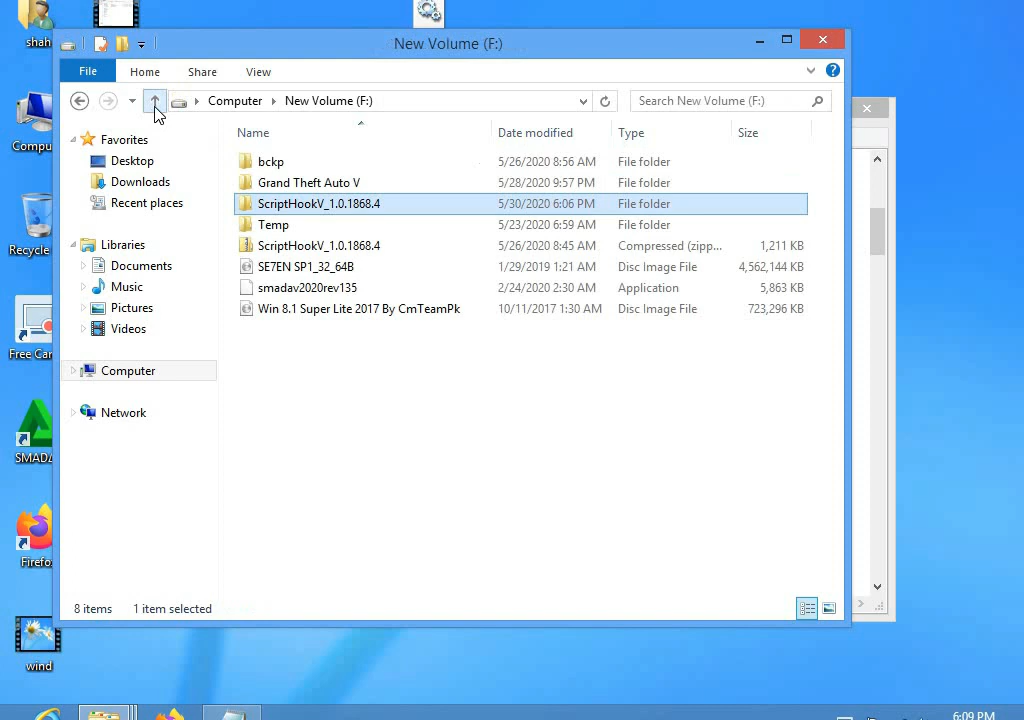 shah
New Volume (F:)
File Home Share View
Computer New Volume (F:) Search New Volume (F:)
Name Date modified Type Size
Favorites
Desktop
Downloads
Recent places
Libraries
Documents
Music
Pictures
Videos
Computer
Network
bckp 5/26/2020 8:56 AM File folder
Grand Theft Auto V 5/28/2020 9:57 PM File folder
ScriptHookV_1.0.1868.4 5/30/2020 6:06 PM File folder
Temp 5/23/2020 6:59 AM File folder
ScriptHookV_1.0.1868.4 5/26/2020 8:45 AM Compressed (zipp... 1,211 KB
SE7EN SP1_32_64B 1/29/2019 1:21 AM Disc Image File 4,562,144 KB
smadav2020rev135 2/24/2020 2:30 AM Application 5,863 KB
Win 8.1 Super Lite 2017 By CmTeamPk 10/11/2017 1:30 AM Disc Image File 723,296 KB
Compu
Recycle
Free Car
SMADA
Firefo
wind
8 items 1 item selected
6:09 PM